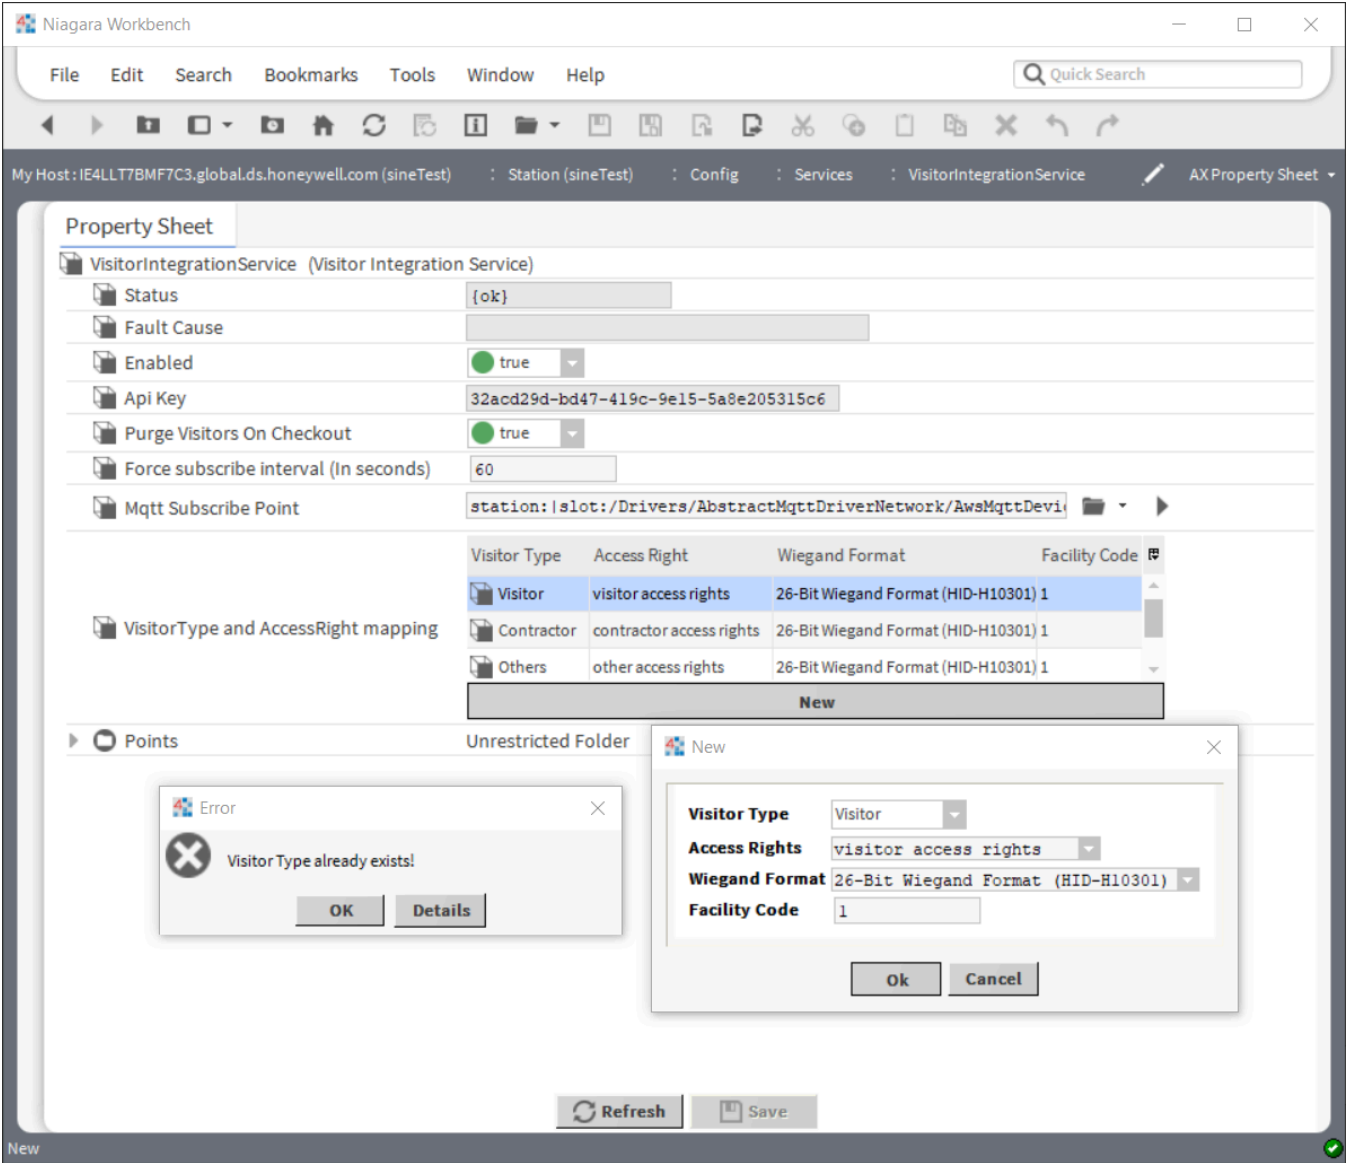 Niagara Workbench
File Edit Search Bookmarks Tools Window Help Quick Search
My Host : IE4LLT7BMF7C3.global.ds.honeywell.com (sineTest) : Station (sineTest) : Config : Services : VisitorIntegrationService AX Property Sheet
Property Sheet
VisitorIntegrationService (Visitor Integration Service)
Status {ok}
Fault Cause
Enabled true
Api Key 32acd29d-bd47-419c-9e15-5a8e205315c6
Purge Visitors On Checkout true
Force subscribe interval (In seconds) 60
Mqtt Subscribe Point station:|slot:/Drivers/AbstractMqttDriverNetwork/AwsMqttDevi
Visitor Type Access Right Wiegand Format Facility Code
Visitor visitor access rights 26-Bit Wiegand Format (HID-H10301) 1
VisitorType and AccessRight mapping
Contractor contractor access rights 26-Bit Wiegand Format (HID-H10301) 1
Others other access rights 26-Bit Wiegand Format (HID-H10301) 1
New
Points Unrestricted Folder
Error
Visitor Type already exists!
OK Details
New
Visitor Type Visitor
Access Rights visitor access rights
Wiegand Format 26-Bit Wiegand Format (HID-H10301)
Facility Code 1
Ok Cancel
Refresh Save
New